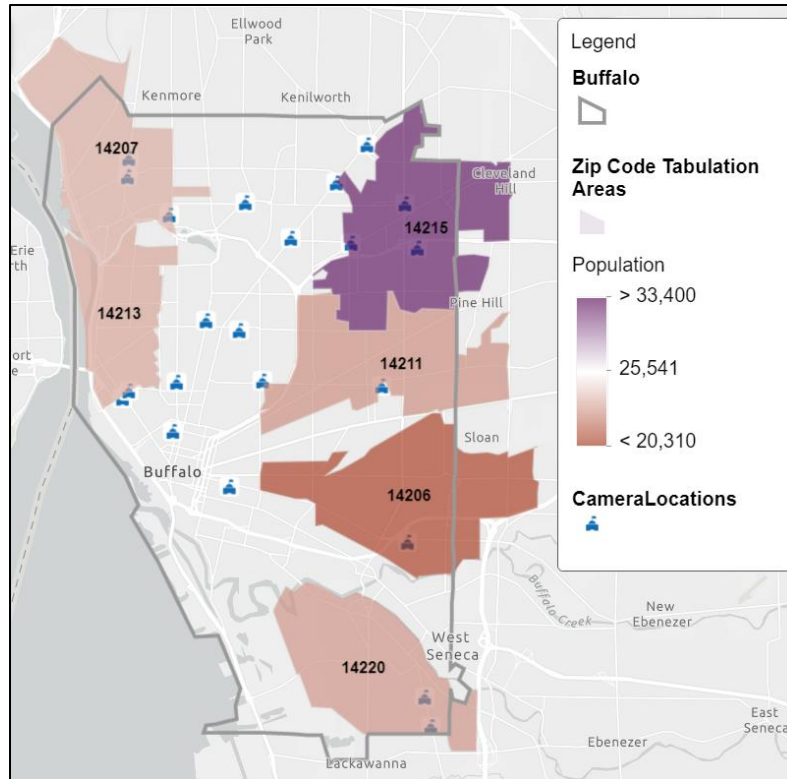 Ellwood
Park
Kenmore
Kenilworth
14207
Cleveland
Hill
14215
Erie
rth
14213
Pine Hill
14211
ort
e
Sloan
Buffalo
14206
Buffalo Creek
New
Ebenezer
West
Seneca
14220
East
Seneca
Ebenezer
Lackawanna
Legend
Buffalo
Zip Code Tabulation
Areas
Population
> 33,400
25,541
< 20,310
CameraLocations